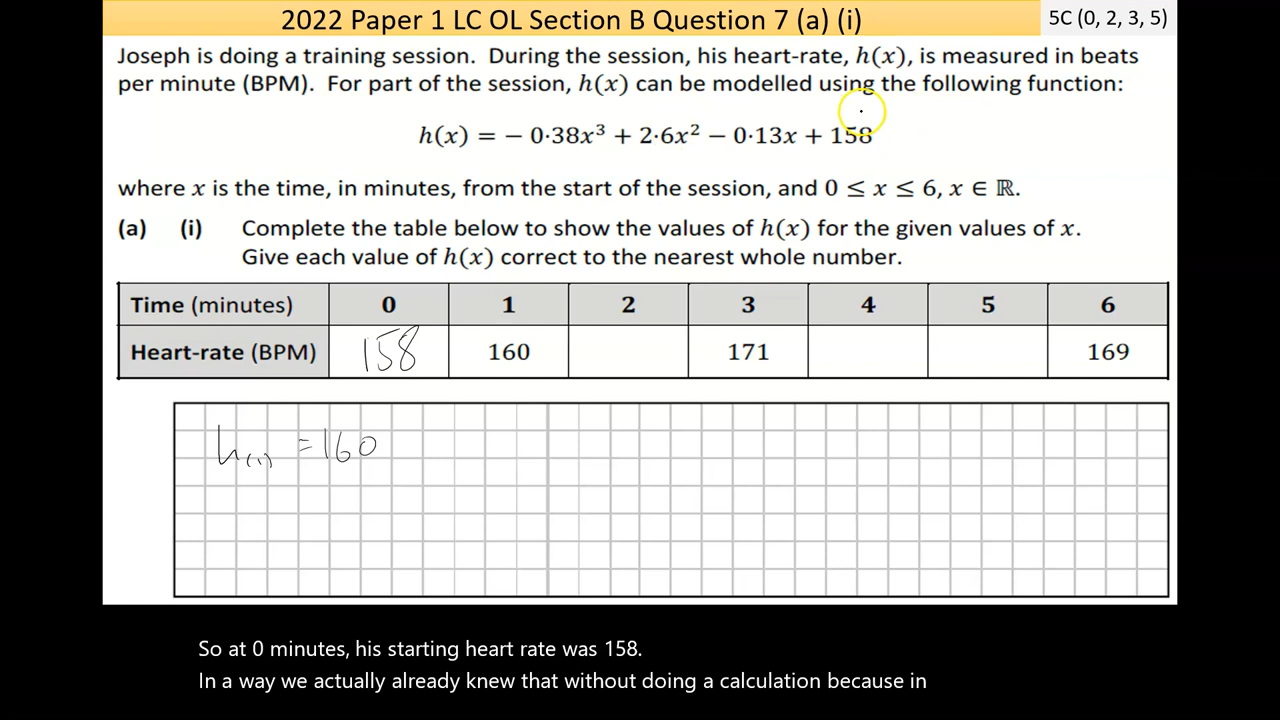 2022 Paper 1 LC OL Section B Question 7 (a) (i)
5C (0, 2, 3, 5)
Joseph is doing a training session. During the session, his heart-rate, h(x), is measured in beats
per minute (BPM). For part of the session, h(x) can be modelled using the following function:
h(x) = − 0·38x³ + 2·6x² − 0·13x + 158
where x is the time, in minutes, from the start of the session, and 0 ≤ x ≤ 6, x ∈ ℝ.
(a) (i) Complete the table below to show the values of h(x) for the given values of x.
Give each value of h(x) correct to the nearest whole number.
Time (minutes) 0 1 2 3 4 5 6
Heart-rate (BPM) 158 160 171 169
h(1) = 160
So at 0 minutes, his starting heart rate was 158.
In a way we actually already knew that without doing a calculation because in